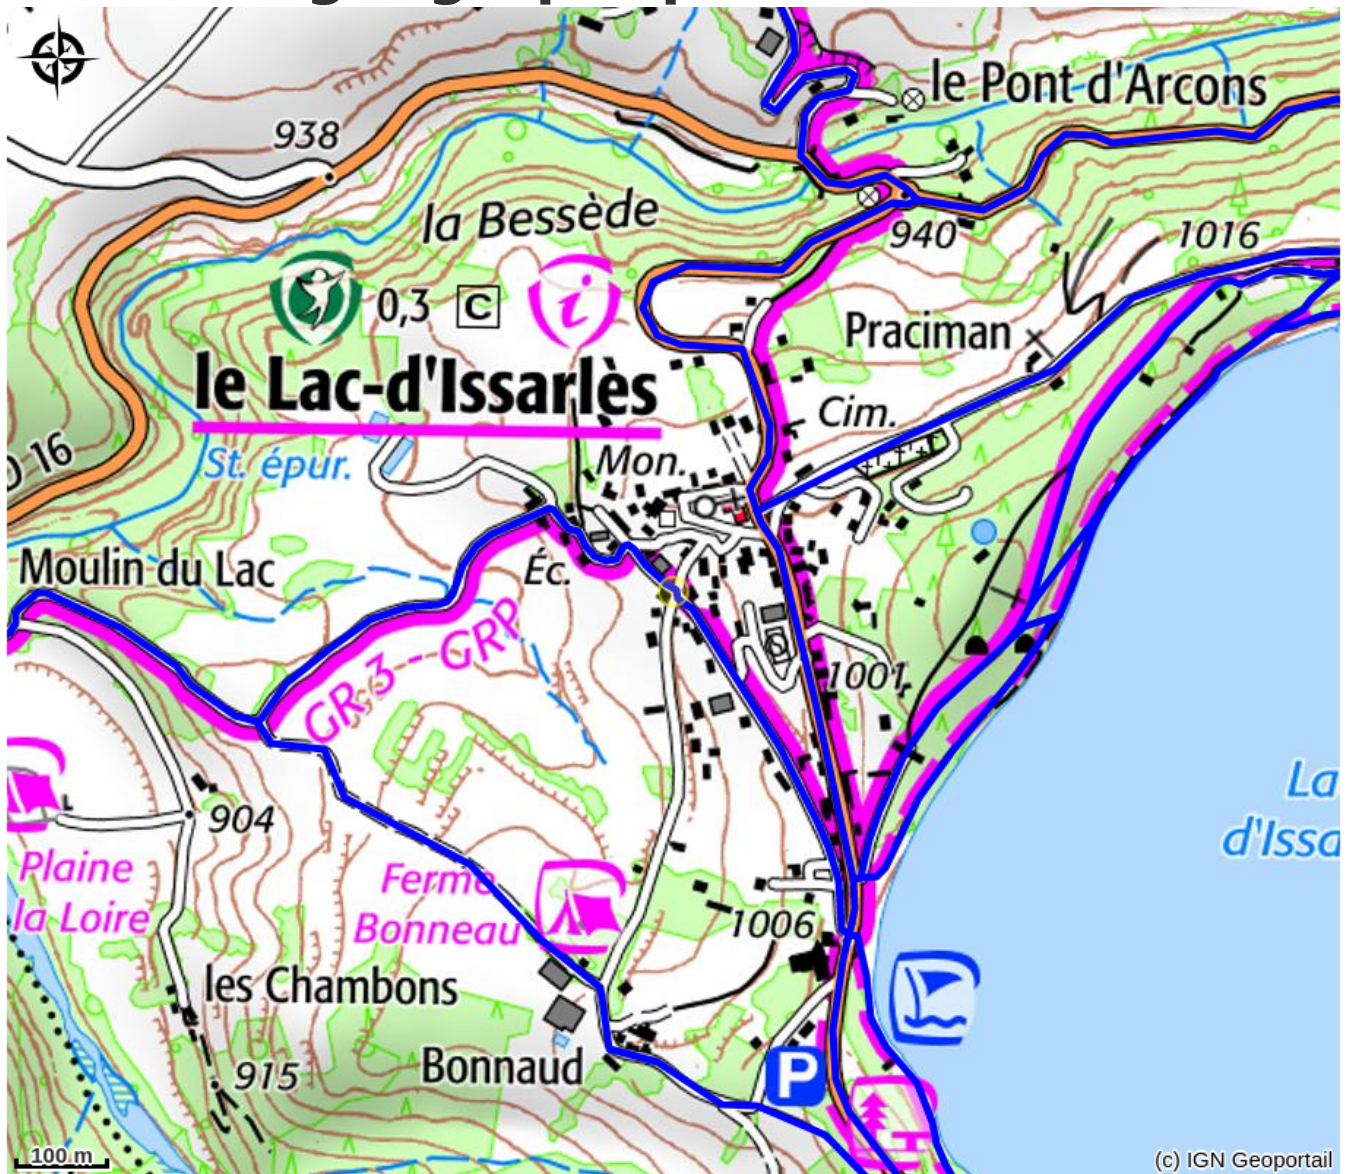 le Pont d'Arcons
938
la Bessède
940
1016
0,3 C i
Praciman
le Lac-d'Issarlès
Cim.
16
St. épur.
Mon.
Moulin du Lac
Éc.
GR 3 - GRP
1001
904
La
d'Issa
Plaine
la Loire
Ferme
Bonneau
1006
les Chambons
Bonnaud
P
915
100 m
(c) IGN Geoportail